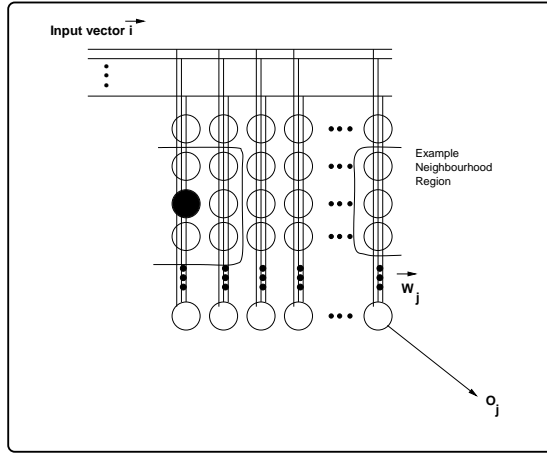 Input vector i
Example
Neighbourhood
Region
W j
O j